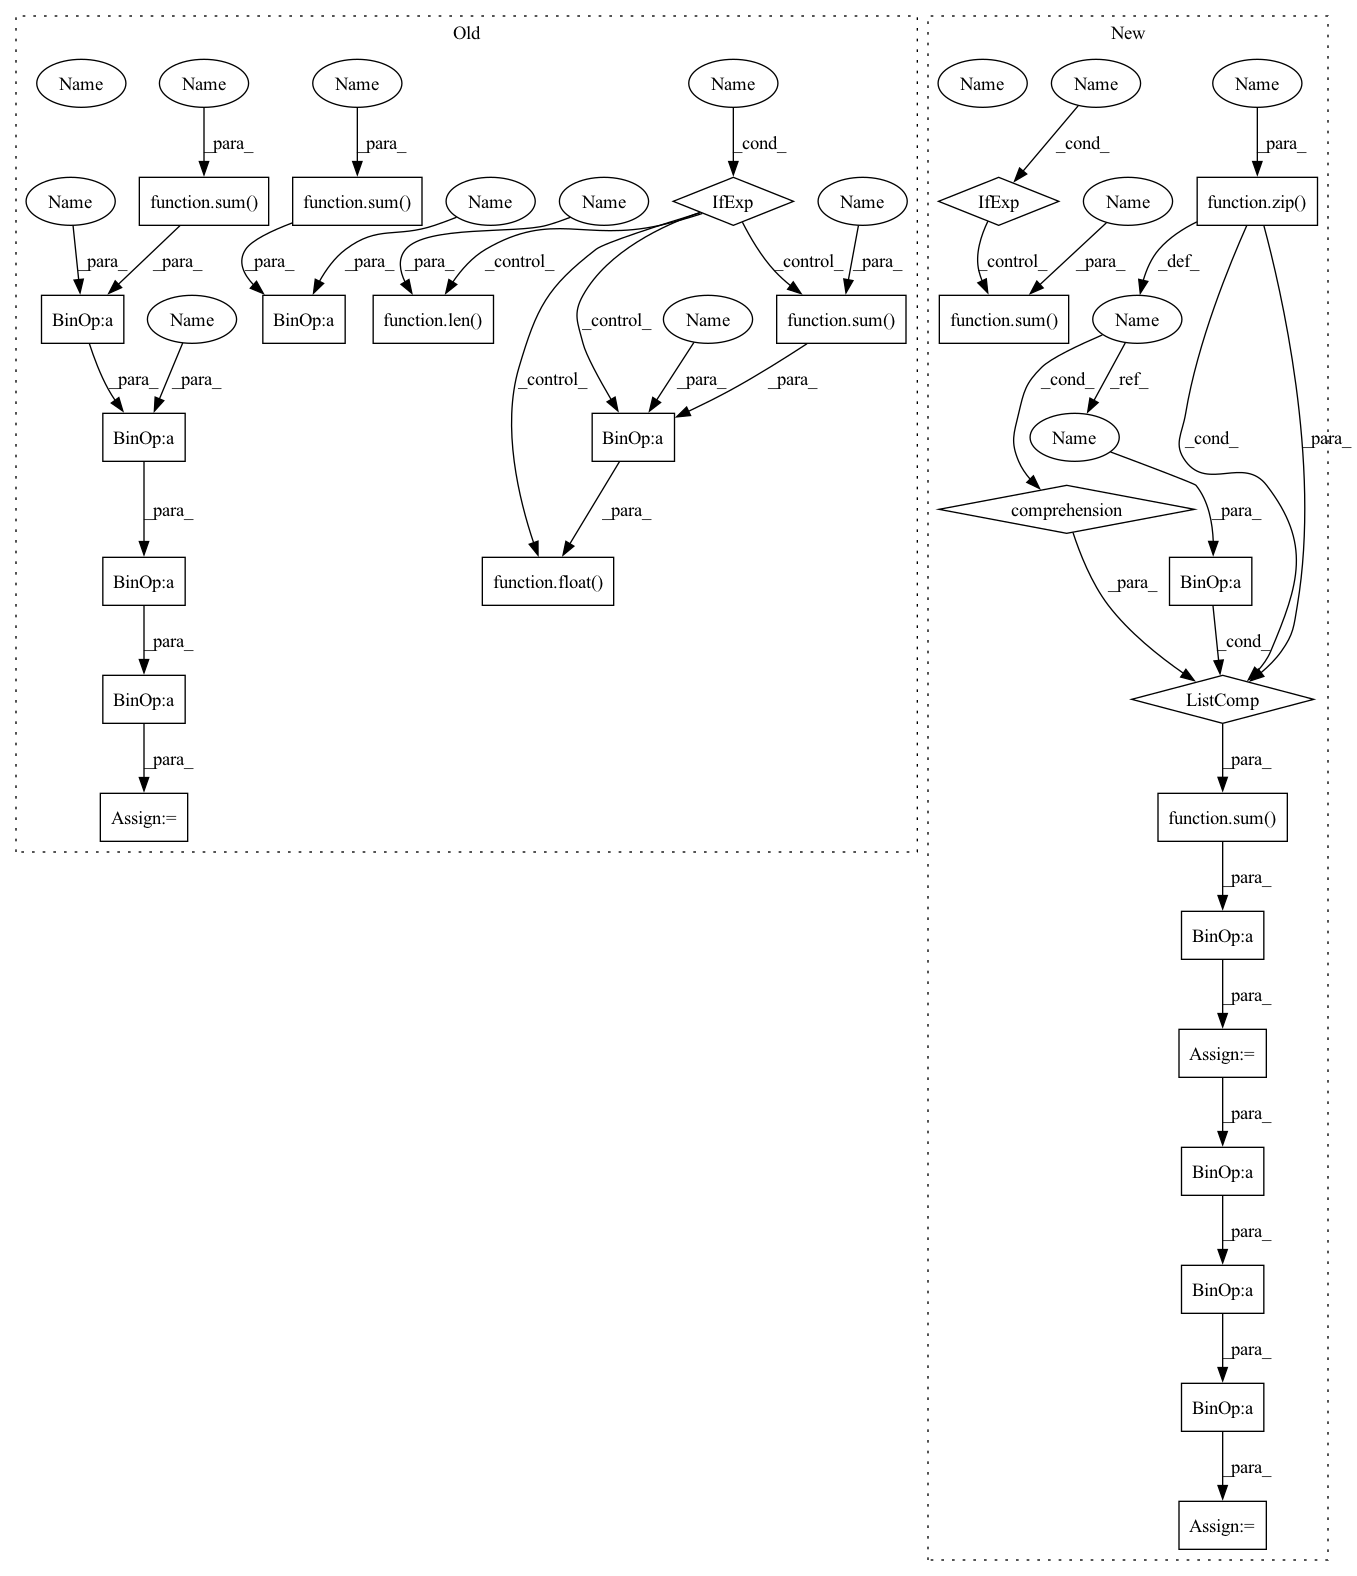 Old
New
Name
Name
Name
Name
Name
Name
Name
_para_
_para_
_cond_
_cond_
_para_
Name
function.sum()
function.sum()
Name
Name
IfExp
Name
IfExp
Name
function.zip()
_para_
_para_
_para_
_para_
_para_
_control_
_control_
_para_
_control_
_para_
_def_
BinOp:a
Name
BinOp:a
function.len()
_control_
Name
function.sum()
function.sum()
Name
_para_
_para_
_control_
_para_
_para_
_cond_
_ref_
BinOp:a
BinOp:a
Name
_cond_
_para_
_para_
_para_
comprehension
_para_
BinOp:a
function.float()
_para_
BinOp:a
_para_
_cond_
BinOp:a
ListComp
_para_
_para_
Assign:=
function.sum()
_para_
BinOp:a
_para_
Assign:=
_para_
BinOp:a
_para_
BinOp:a
_para_
BinOp:a
_para_
Assign:=